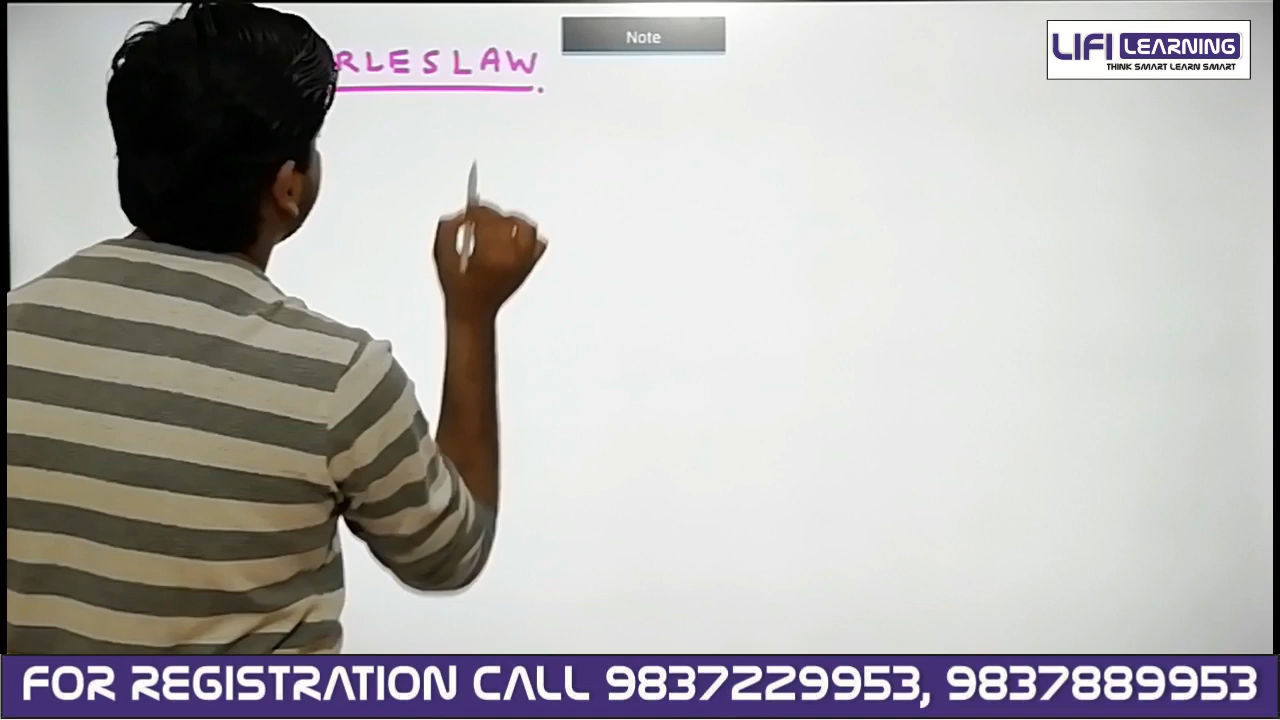 RLES LAW.
Note
LIFI LEARNING
THINK SMART LEARN SMART
FOR REGISTRATION CALL 9837229953, 9837889953